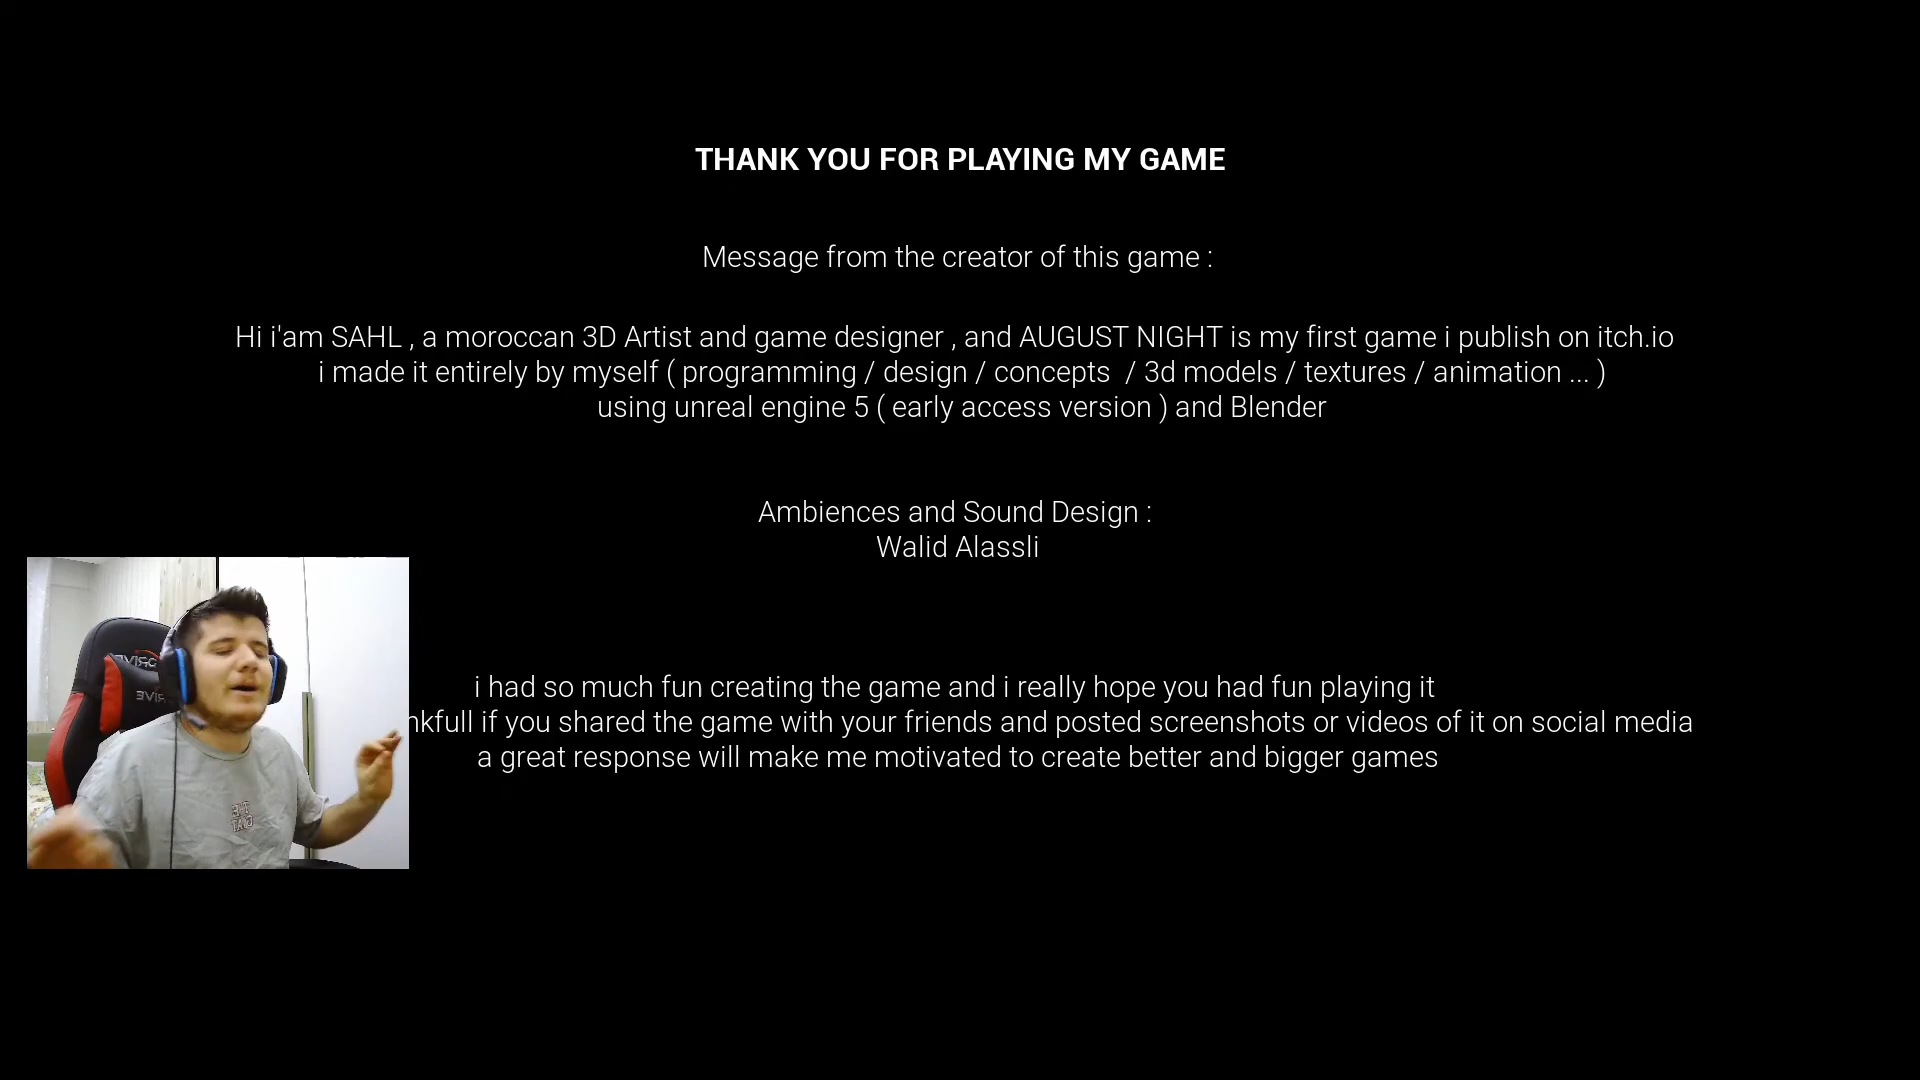 THANK YOU FOR PLAYING MY GAME
Message from the creator of this game :
Hi i'am SAHL , a moroccan 3D Artist and game designer , and AUGUST NIGHT is my first game i publish on itch.io
i made it entirely by myself ( programming / design / concepts / 3d models / textures / animation ... )
using unreal engine 5 ( early access version ) and Blender
Ambiences and Sound Design :
Walid Alassli
i had so much fun creating the game and i really hope you had fun playing it
if you shared the game with your friends and posted screenshots or videos of it on social media
a great response will make me motivated to create better and bigger games